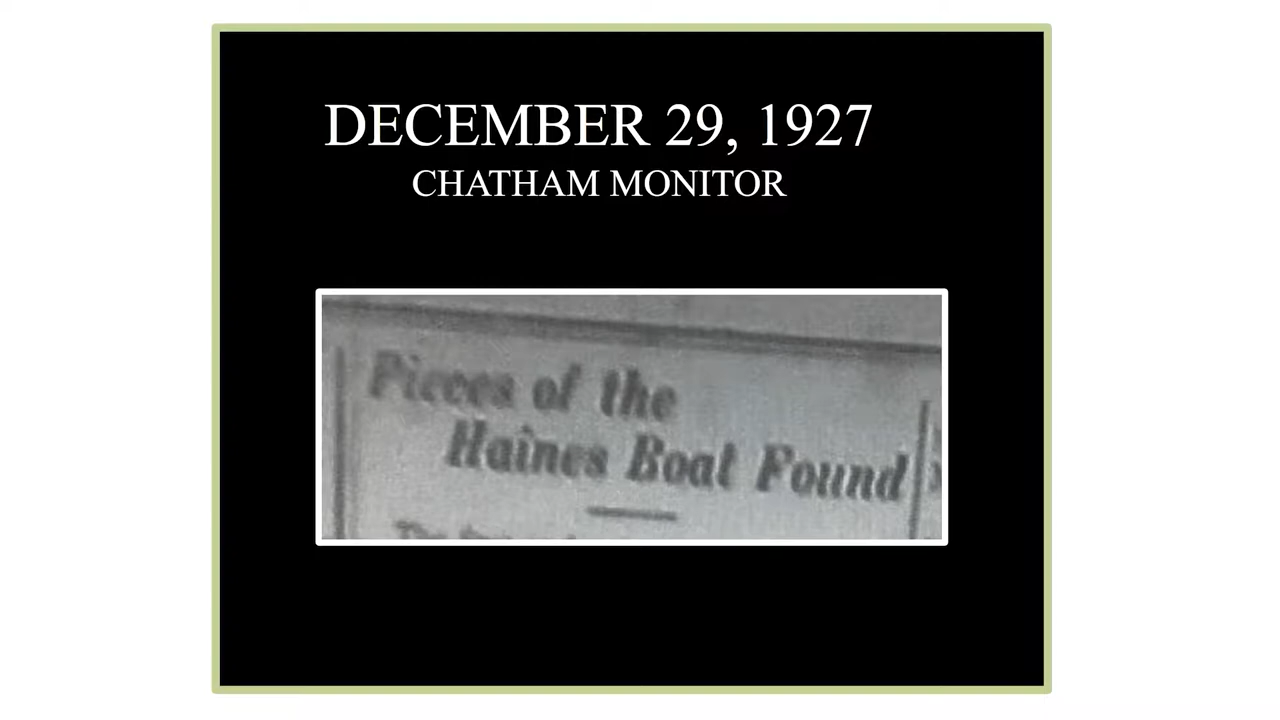 DECEMBER 29, 1927
CHATHAM MONITOR
Pieces of the
Haines Boat Found